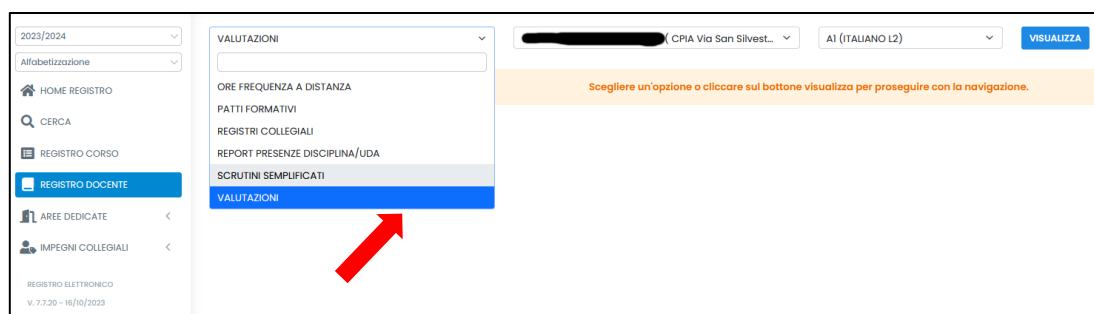 2023/2024
Alfabetizzazione
HOME REGISTRO
CERCA
REGISTRO CORSO
REGISTRO DOCENTE
AREE DEDICATE
IMPEGNI COLLEGIALI
REGISTRO ELETTRONICO
V. 7.7.20 - 16/10/2023
VALUTAZIONI
( CPIA Via San Silvest...
A1 (ITALIANO L2)
VISUALIZZA
ORE FREQUENZA A DISTANZA
PATTI FORMATIVI
REGISTRI COLLEGIALI
REPORT PRESENZE DISCIPLINA/UDA
SCRUTINI SEMPLIFICATI
VALUTAZIONI
Scegliere un'opzione o cliccare sul bottone visualizza per proseguire con la navigazione.